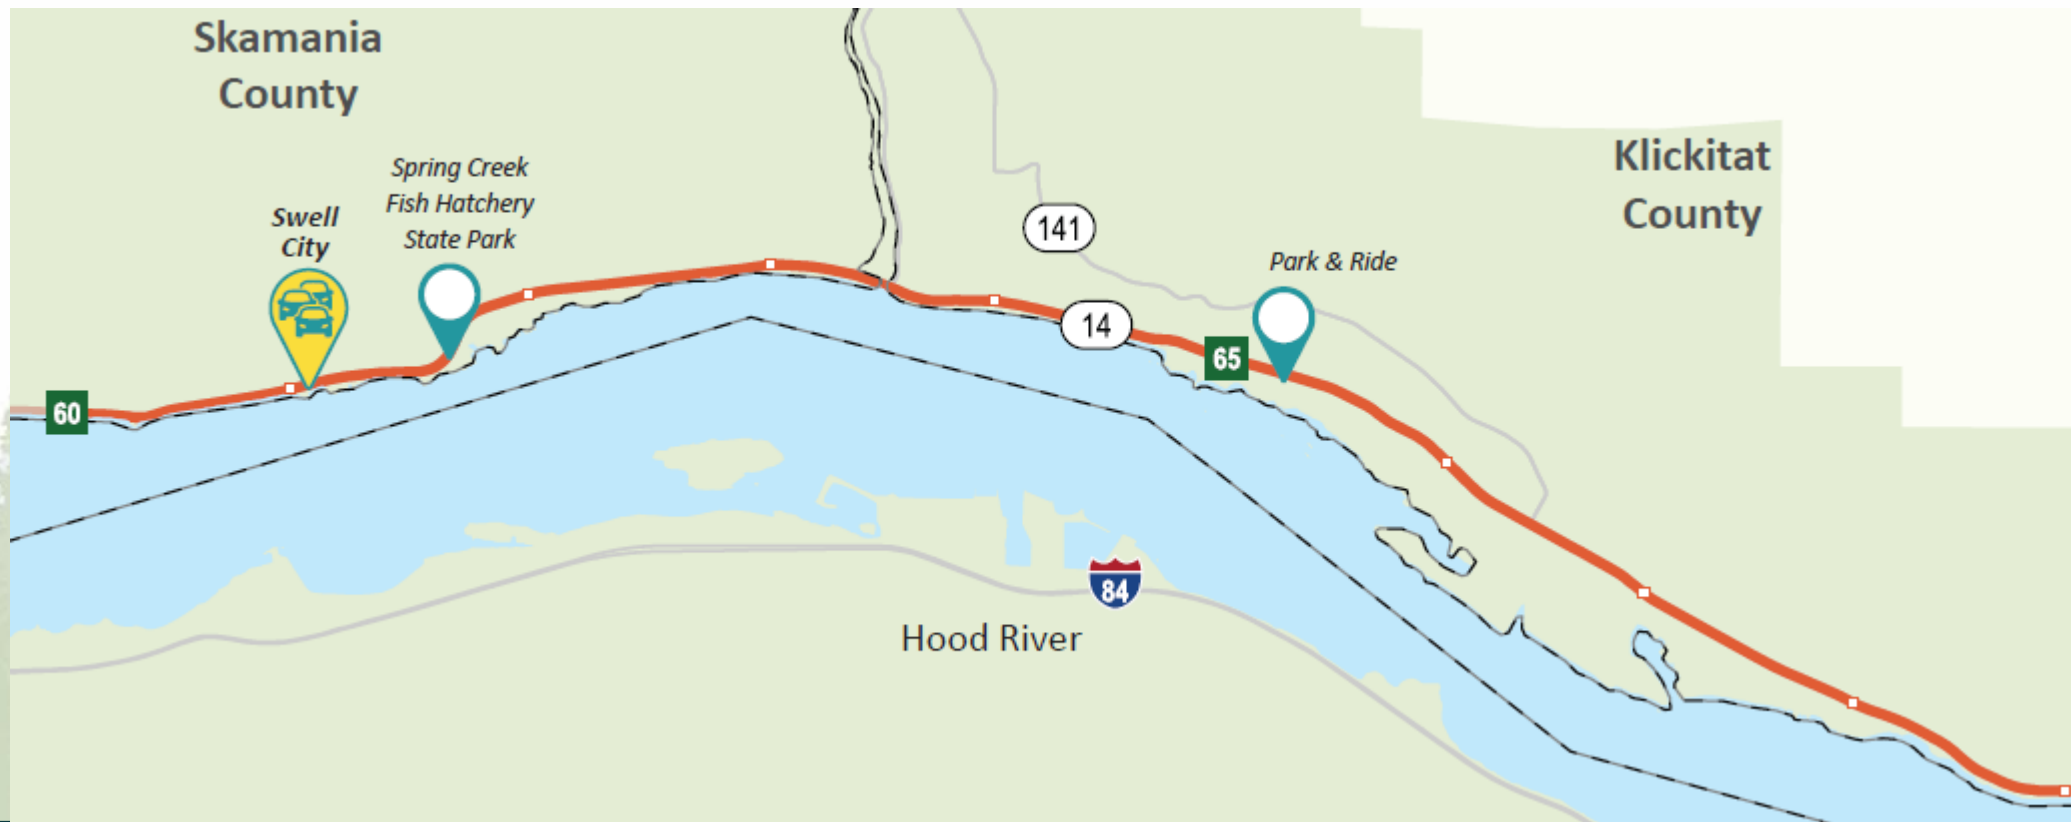 Skamania
County
Spring Creek
Fish Hatchery
State Park
Swell
City
141
Klickitat
County
Park & Ride
14
65
60
84
Hood River